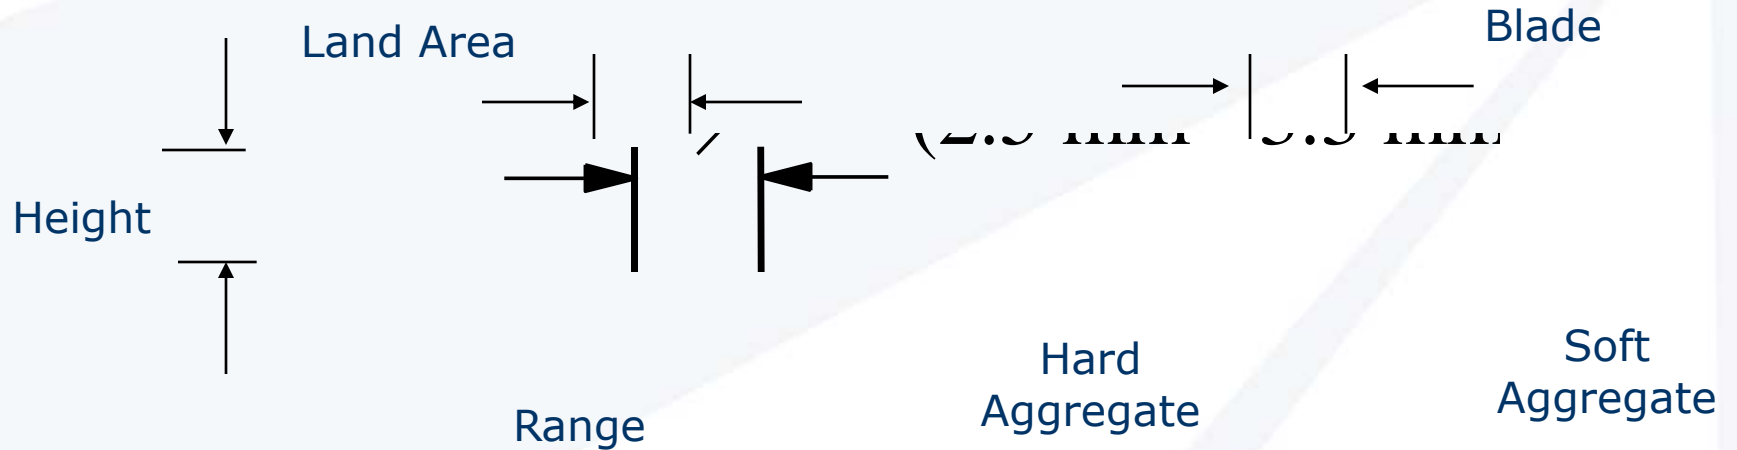 Blade
Land Area
Height
Hard
Aggregate
Soft
Aggregate
Range